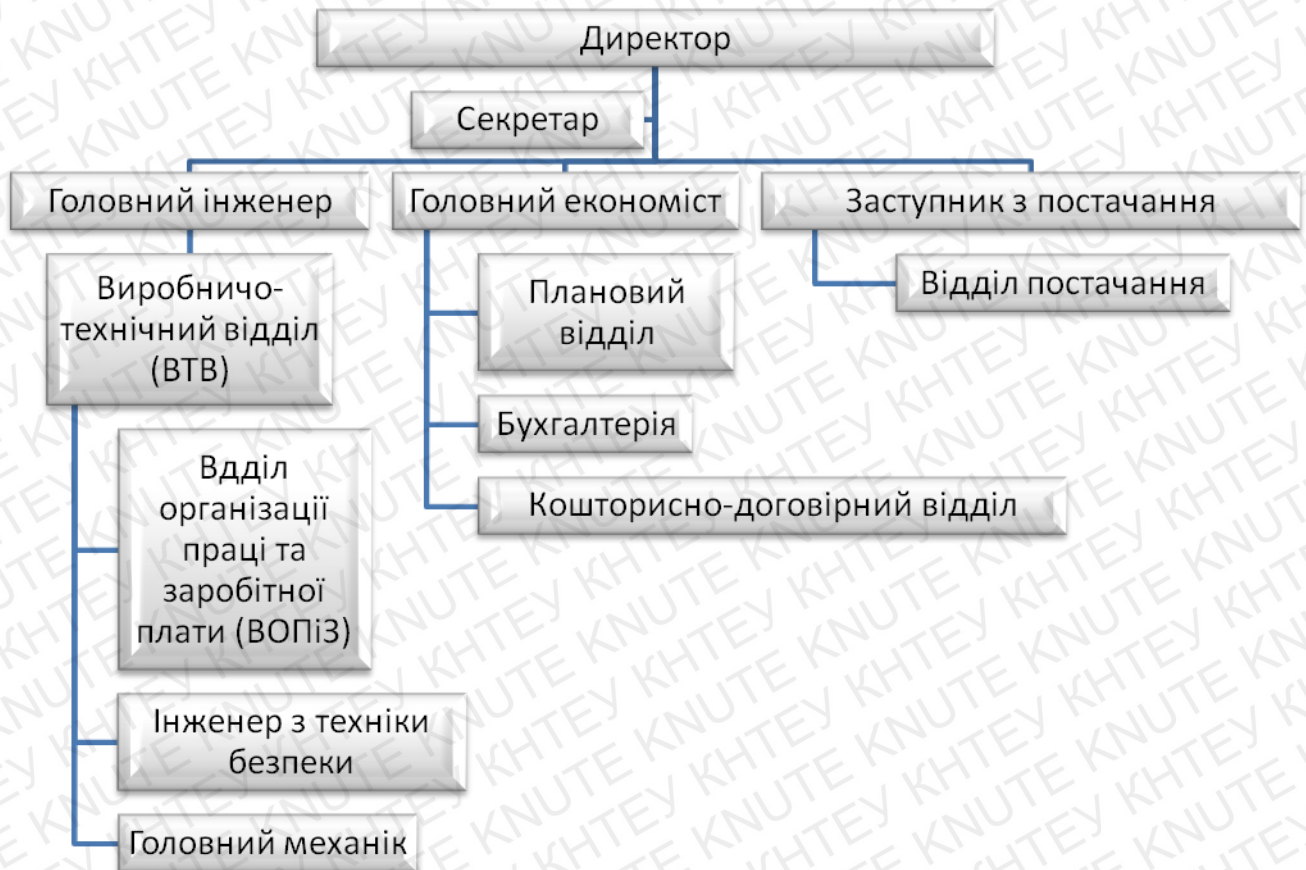 Директор
Секретар
Головний інженер
Головний економіст
Заступник з постачання
Виробничо-
технічний відділ
(ВТВ)
Плановий
відділ
Відділ постачання
Бухгалтерія
Кошторисно-договірний відділ
Вдділ
організації
праці та
заробітної
плати (ВОПіЗ)
Інженер з техніки
безпеки
Головний механік